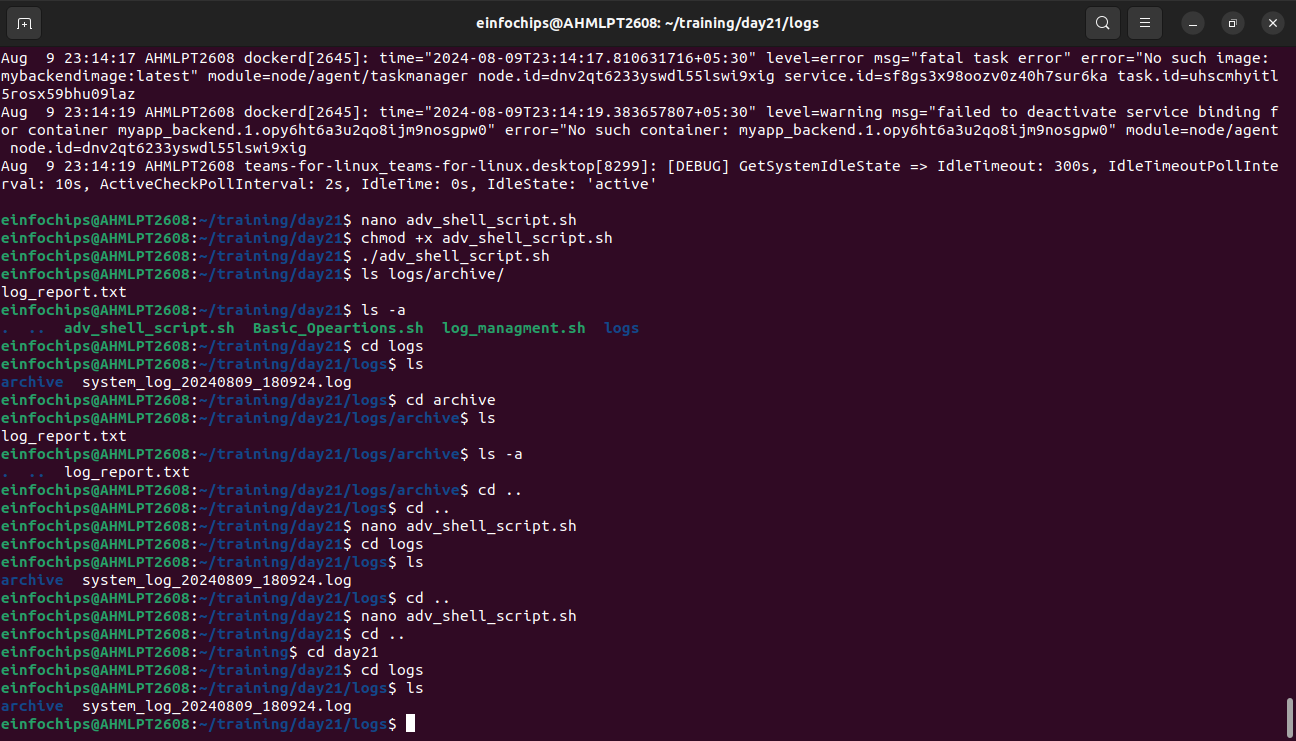 einfochips@AHMLPT2608: ~/training/day21/logs
Aug  9 23:14:17 AHMLPT2608 dockerd[2645]: time="2024-08-09T23:14:17.810631716+05:30" level=error msg="fatal task error" error="No such image:
mybackendimage:latest" module=node/agent/taskmanager node.id=dnv2qt6233yswdl55lswi9xig service.id=sf8gs3x98oozv0z40h7sur6ka task.id=uhscmhyitl
5rosx59bhu09laz
Aug  9 23:14:19 AHMLPT2608 dockerd[2645]: time="2024-08-09T23:14:19.383657807+05:30" level=warning msg="failed to deactivate service binding f
or container myapp_backend.1.opy6ht6a3u2qo8ijm9nosgpw0" error="No such container: myapp_backend.1.opy6ht6a3u2qo8ijm9nosgpw0" module=node/agent
 node.id=dnv2qt6233yswdl55lswi9xig
Aug  9 23:14:19 AHMLPT2608 teams-for-linux_teams-for-linux.desktop[8299]: [DEBUG] GetSystemIdleState => IdleTimeout: 300s, IdleTimeoutPollInte
rval: 10s, ActiveCheckPollInterval: 2s, IdleTime: 0s, IdleState: 'active'
einfochips@AHMLPT2608:~/training/day21$ nano adv_shell_script.sh
einfochips@AHMLPT2608:~/training/day21$ chmod +x adv_shell_script.sh
einfochips@AHMLPT2608:~/training/day21$ ./adv_shell_script.sh
einfochips@AHMLPT2608:~/training/day21$ ls logs/archive/
log_report.txt
einfochips@AHMLPT2608:~/training/day21$ ls -a
.  ..  adv_shell_script.sh  Basic_Opeartions.sh  log_managment.sh  logs
einfochips@AHMLPT2608:~/training/day21$ cd logs
einfochips@AHMLPT2608:~/training/day21/logs$ ls
archive  system_log_20240809_180924.log
einfochips@AHMLPT2608:~/training/day21/logs$ cd archive
einfochips@AHMLPT2608:~/training/day21/logs/archive$ ls
log_report.txt
einfochips@AHMLPT2608:~/training/day21/logs/archive$ ls -a
.  ..  log_report.txt
einfochips@AHMLPT2608:~/training/day21/logs/archive$ cd ..
einfochips@AHMLPT2608:~/training/day21/logs$ cd ..
einfochips@AHMLPT2608:~/training/day21$ nano adv_shell_script.sh
einfochips@AHMLPT2608:~/training/day21$ cd logs
einfochips@AHMLPT2608:~/training/day21/logs$ ls
archive  system_log_20240809_180924.log
einfochips@AHMLPT2608:~/training/day21/logs$ cd ..
einfochips@AHMLPT2608:~/training/day21$ nano adv_shell_script.sh
einfochips@AHMLPT2608:~/training/day21$ cd ..
einfochips@AHMLPT2608:~/training$ cd day21
einfochips@AHMLPT2608:~/training/day21$ cd logs
einfochips@AHMLPT2608:~/training/day21/logs$ ls
archive  system_log_20240809_180924.log
einfochips@AHMLPT2608:~/training/day21/logs$